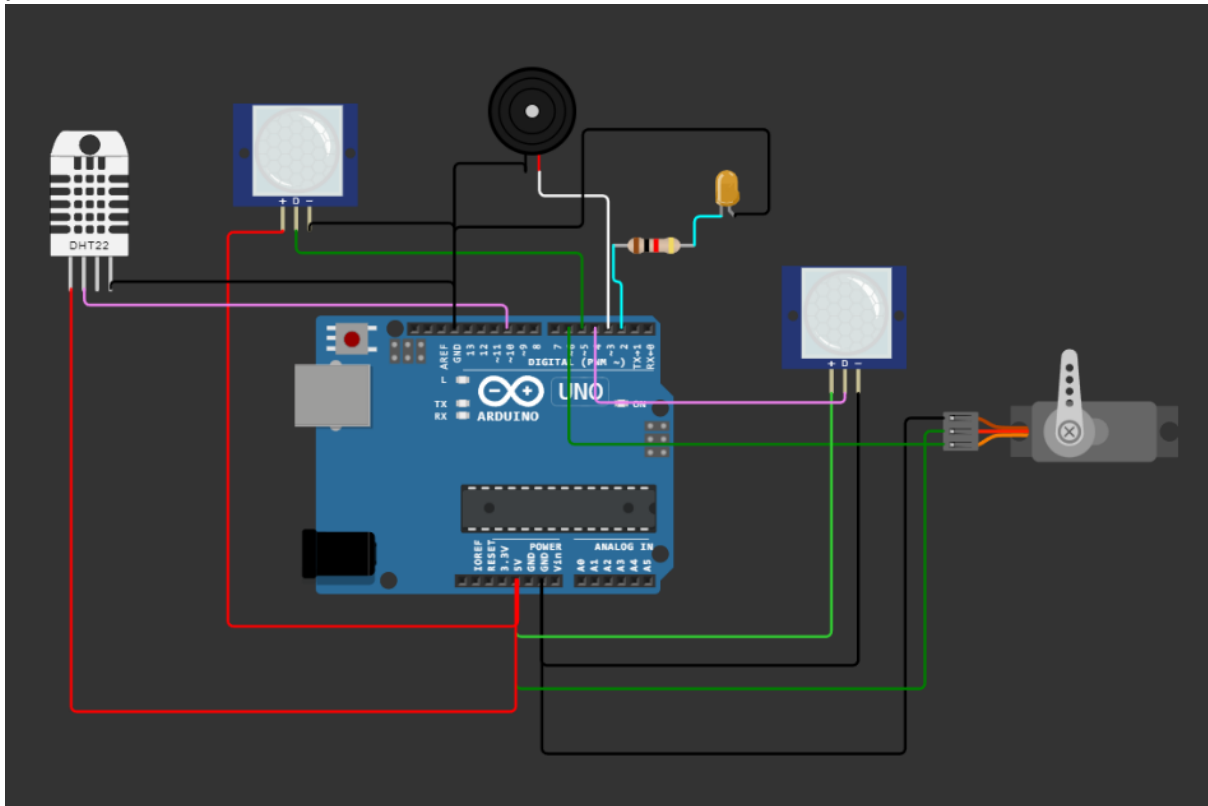 + D -
DHT22
AREF
GND
13
12
~11
~10
~9
8
7
~6
~5
4
~3
2
TX→1
RX←0
DIGITAL (PWM ~)
+ D -
L
TX
RX
UNO
ON
ARDUINO
IOREF
RESET
3.3V
5V
GND
GND
Vin
POWER
ANALOG IN
A0
A1
A2
A3
A4
A5